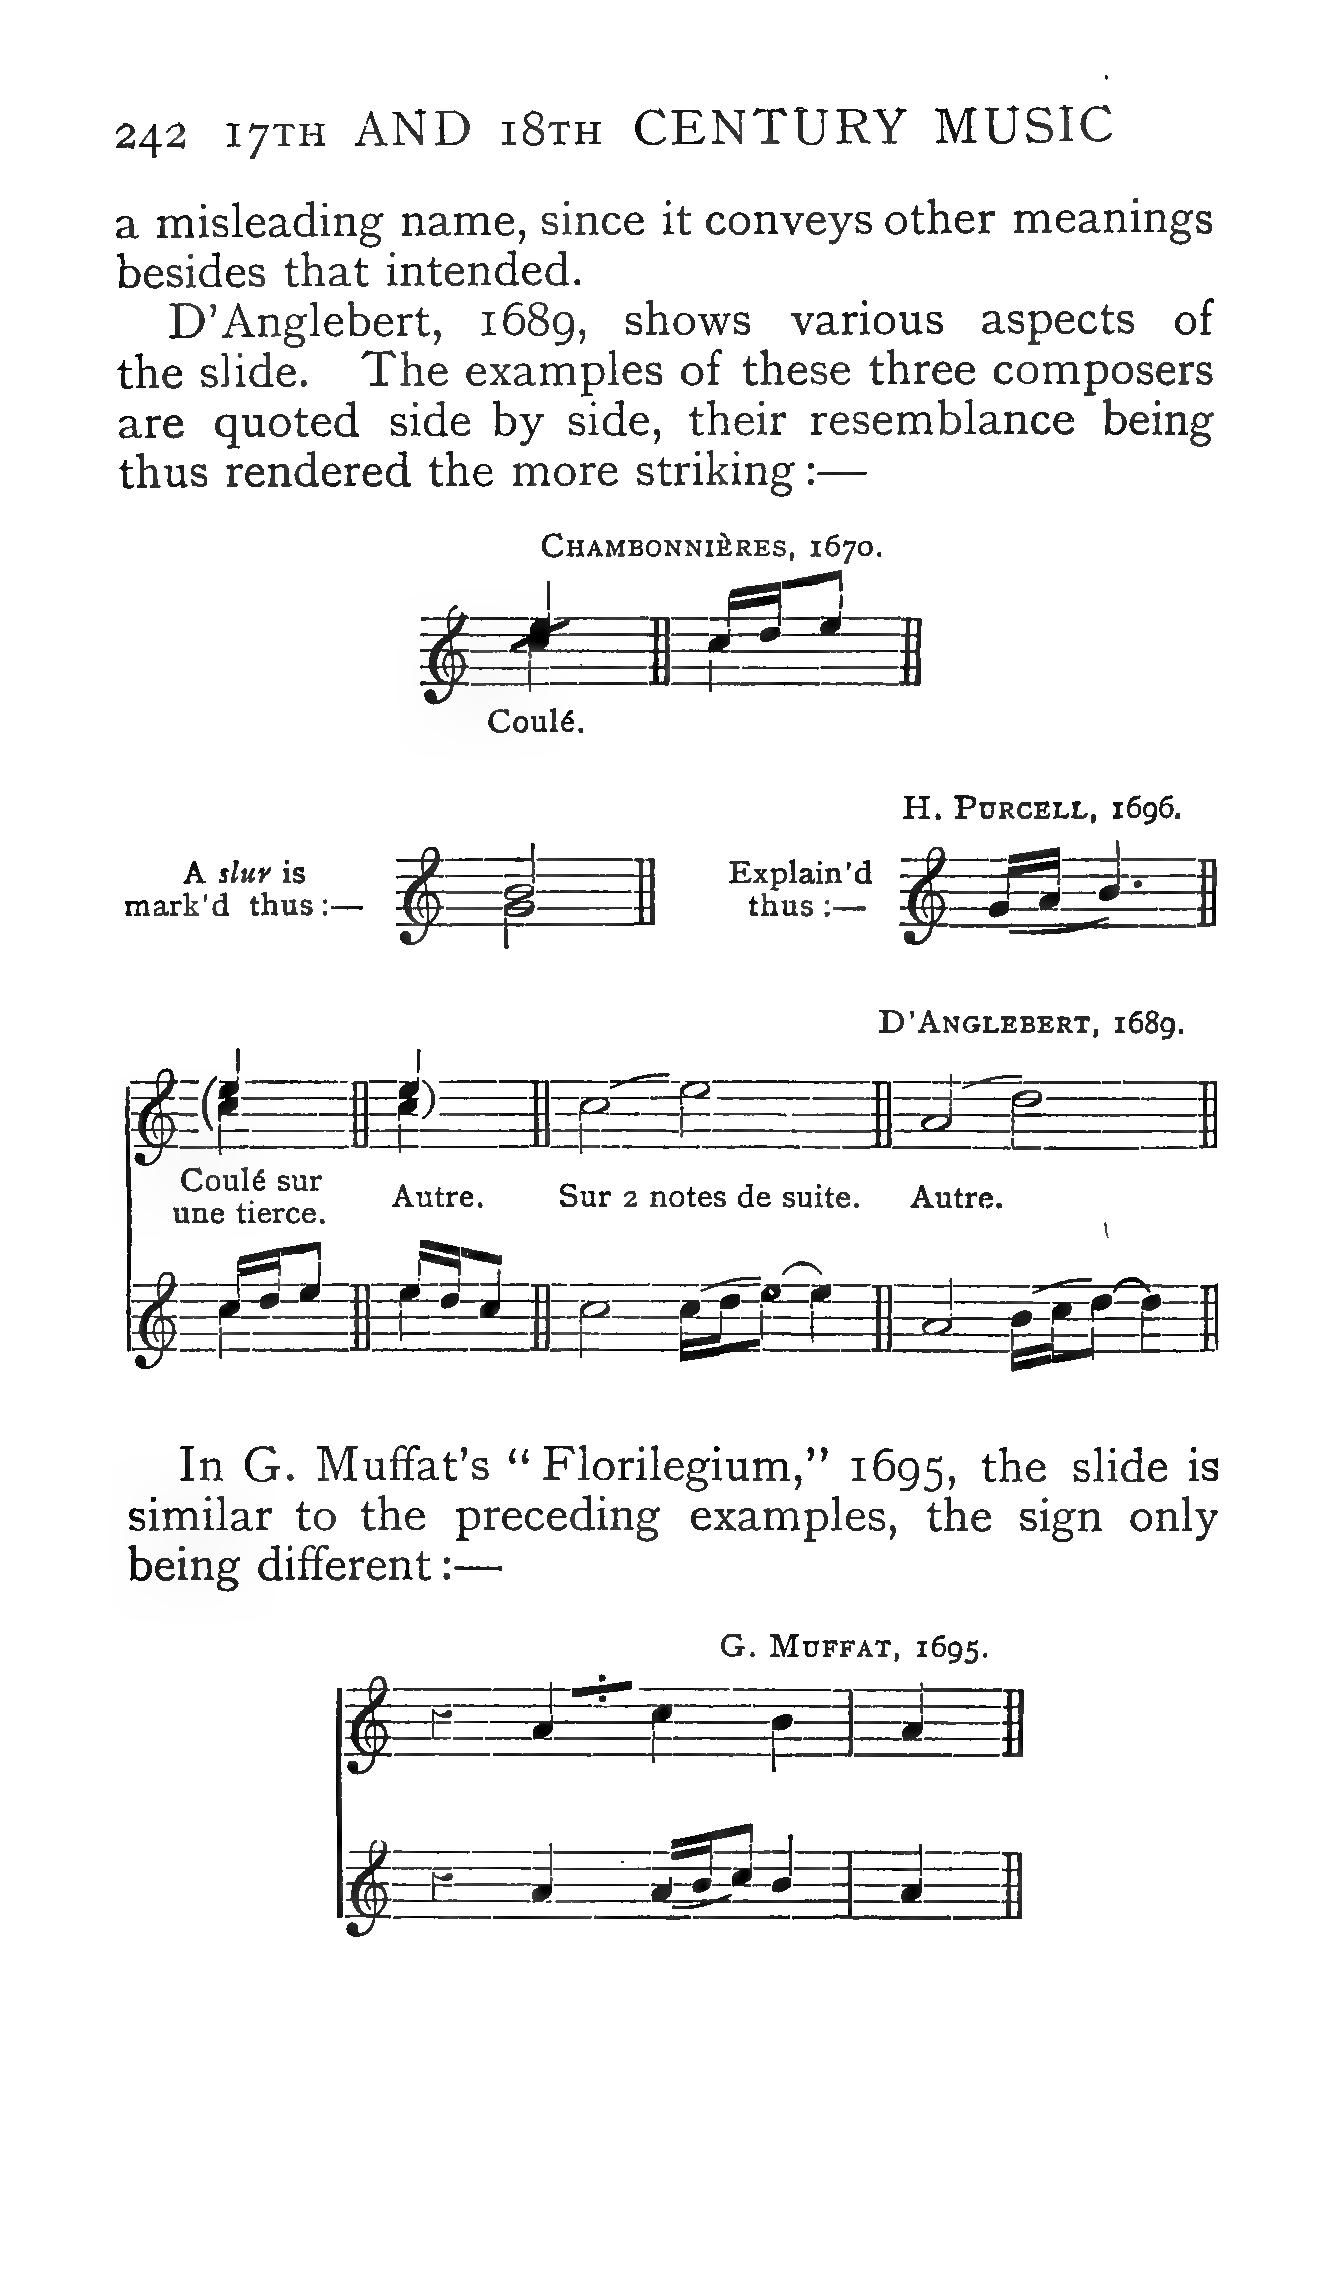 242 17TH AND 18TH CENTURY MUSIC
a misleading name, since it conveys other meanings
besides that intended.
D'Anglebert, 1689, shows various aspects of
the slide. The examples of these three composers
are quoted side by side, their resemblance being
thus rendered the more striking :—
CHAMBONNIÈRES, 1670.
Coulé.
H. PURCELL, 1696.
A slur is
mark'd thus :—
Explain'd
thus :—
D'ANGLEBERT, 1689.
Coulé sur
une tierce.
Autre.
Sur 2 notes de suite.
Autre.
In G. Muffat's “ Florilegium,” 1695, the slide is
similar to the preceding examples, the sign only
being different :—
G. MUFFAT, 1695.